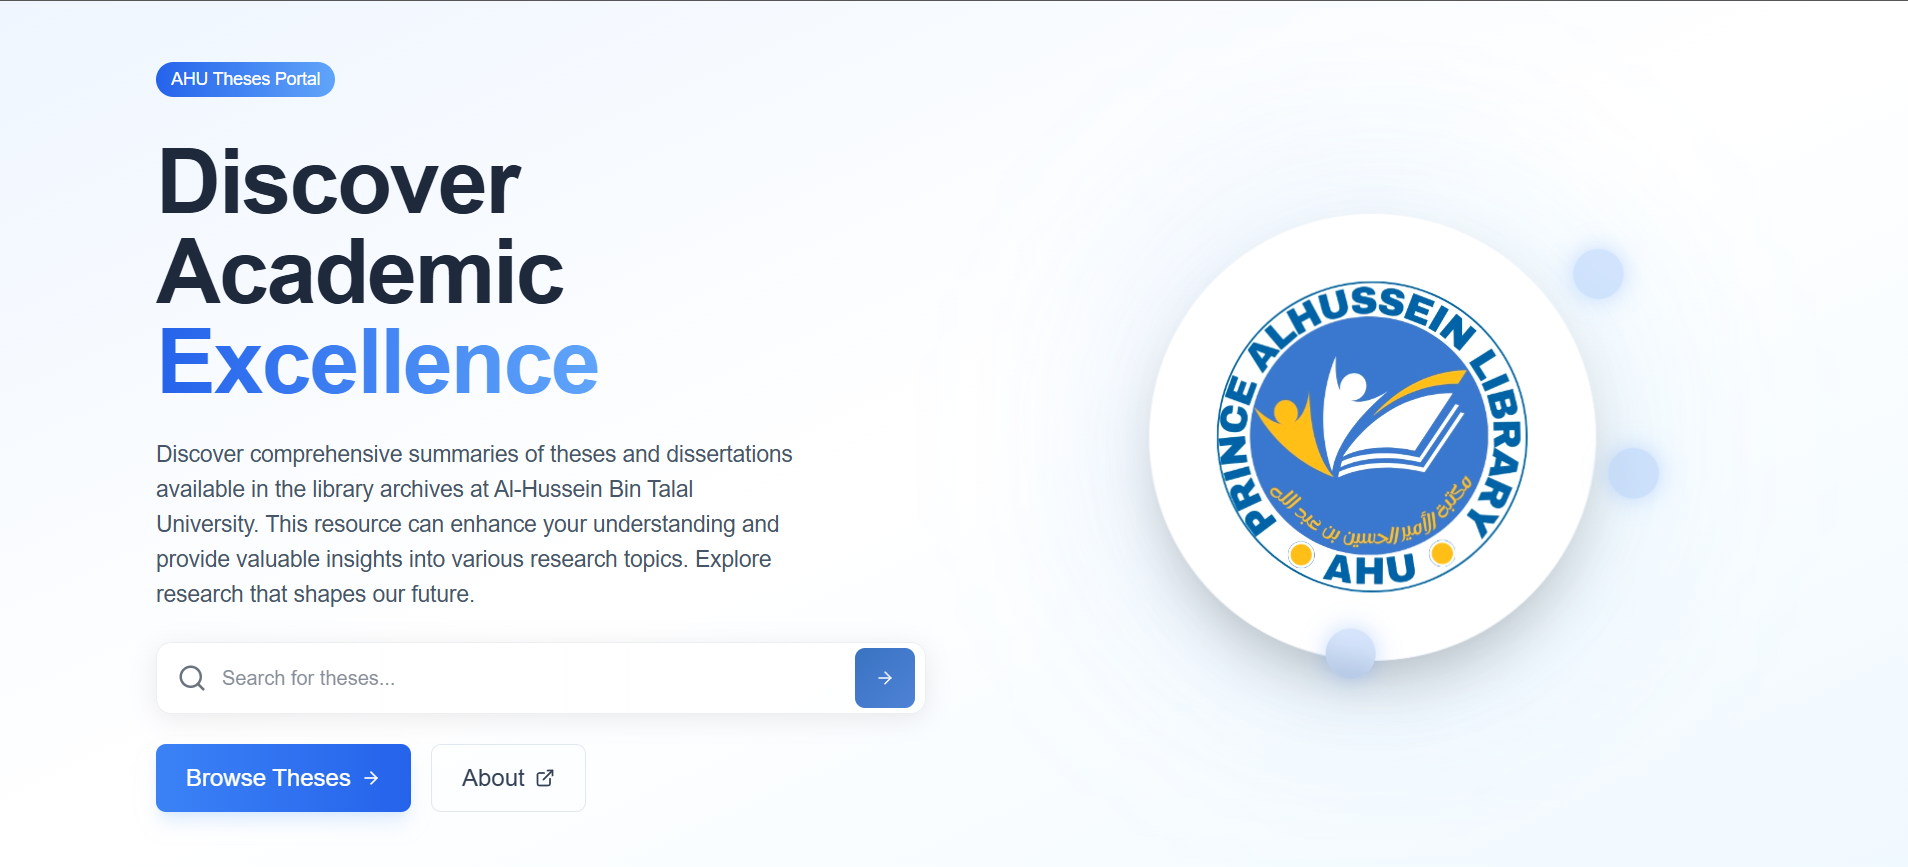 AHU Theses Portal
Discover
Academic
Excellence
Discover comprehensive summaries of theses and dissertations
available in the library archives at Al-Hussein Bin Talal
University. This resource can enhance your understanding and
provide valuable insights into various research topics. Explore
research that shapes our future.
Search for theses...
Browse Theses
About
PRINCE ALHUSSEIN LIBRARY
مكتبة الأمير الحسين بن عبد الله
AHU